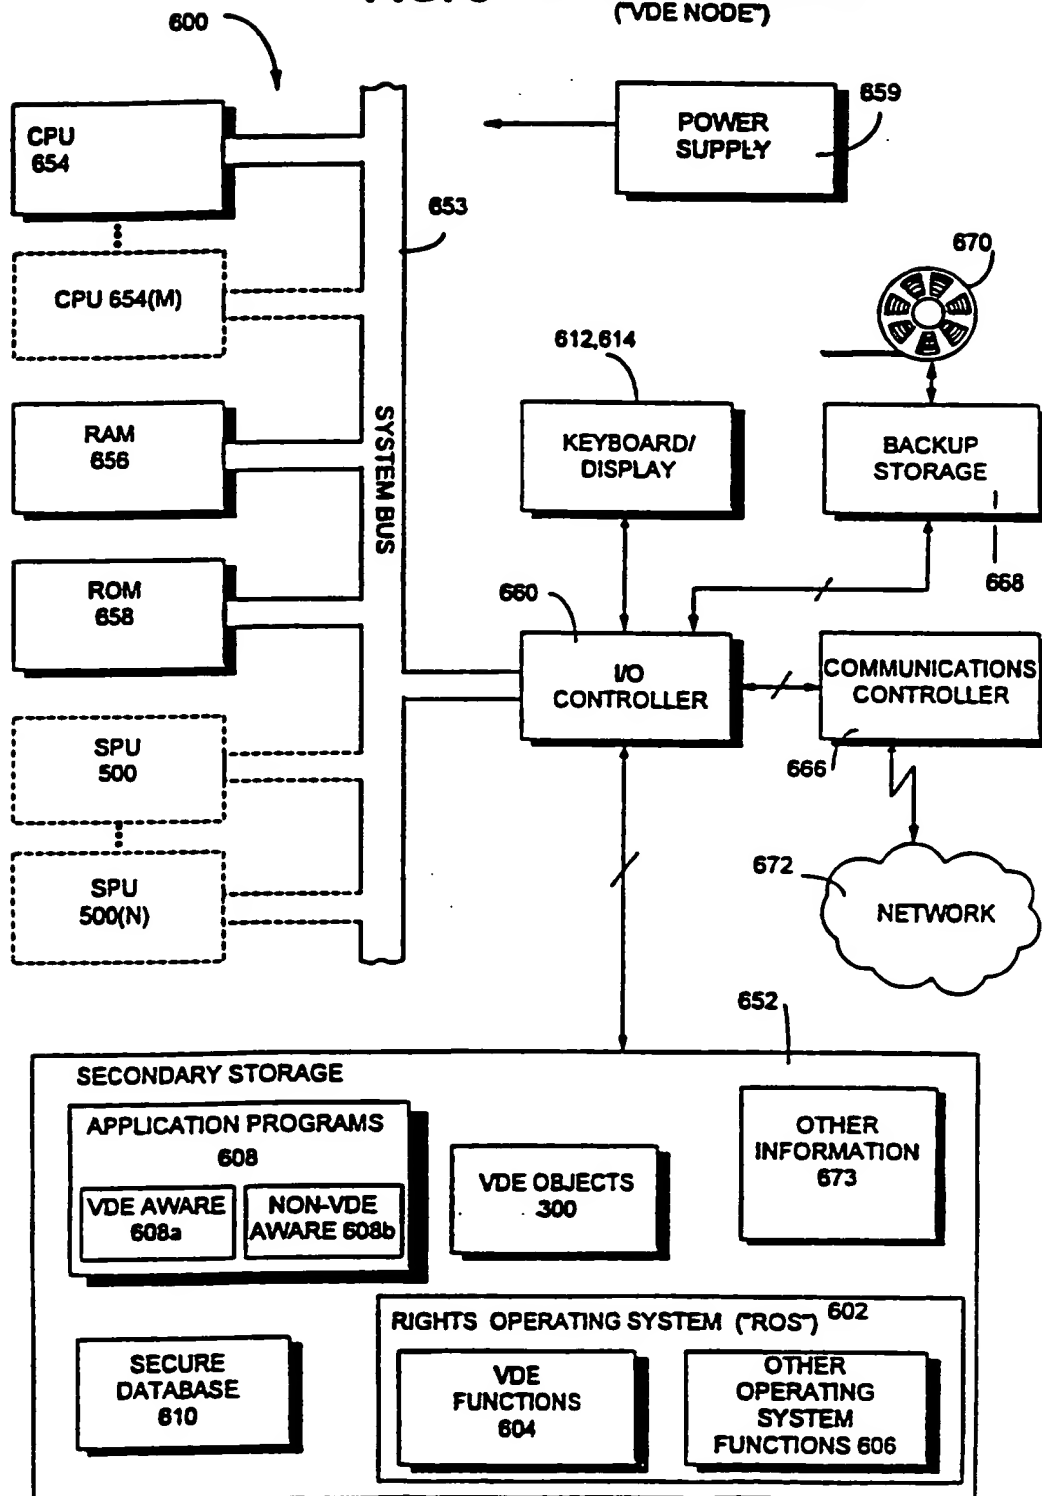 ("VDE NODE")
600
CPU
654
POWER
SUPPLY
659
653
CPU 654(M)
670
612,614
RAM
656
SYSTEM BUS
KEYBOARD/
DISPLAY
BACKUP
STORAGE
668
ROM
658
660
I/O
CONTROLLER
COMMUNICATIONS
CONTROLLER
666
SPU
500
SPU
500(N)
672
NETWORK
652
SECONDARY STORAGE
APPLICATION PROGRAMS
608
VDE AWARE
608a
NON-VDE
AWARE 608b
VDE OBJECTS
300
OTHER
INFORMATION
673
SECURE
DATABASE
610
RIGHTS OPERATING SYSTEM ("ROS") 602
VDE
FUNCTIONS
604
OTHER
OPERATING
SYSTEM
FUNCTIONS 606